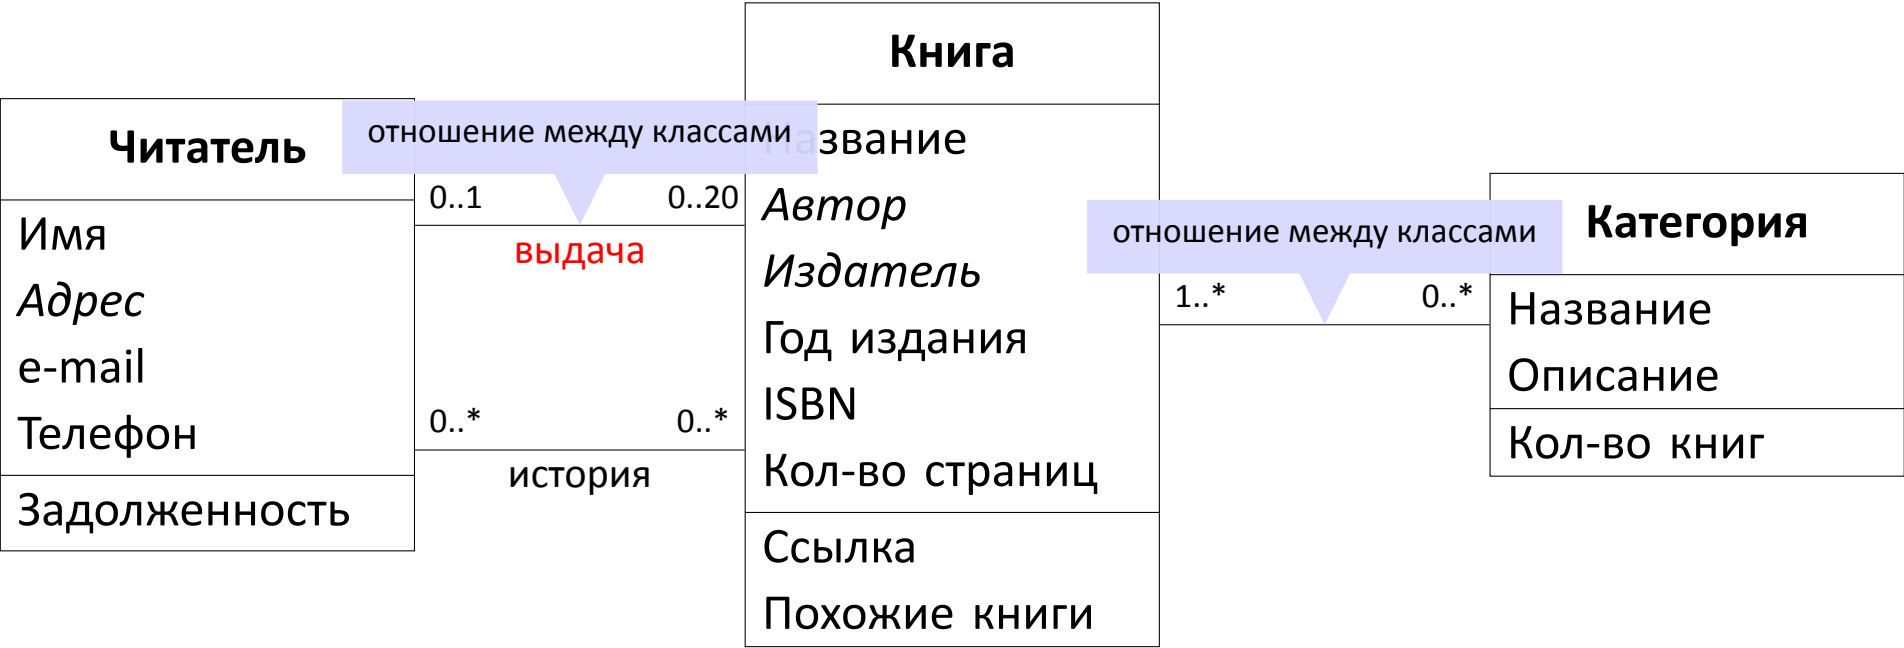 Читатель
Имя
Адрес
e-mail
Телефон
Задолженность
отношение между классами
0..1
0..20
выдача
0..*
0..*
история
Книга
Название
Автор
Издатель
Год издания
ISBN
Кол-во страниц
Ссылка
Похожие книги
отношение между классами
1..*
0..*
Категория
Название
Описание
Кол-во книг